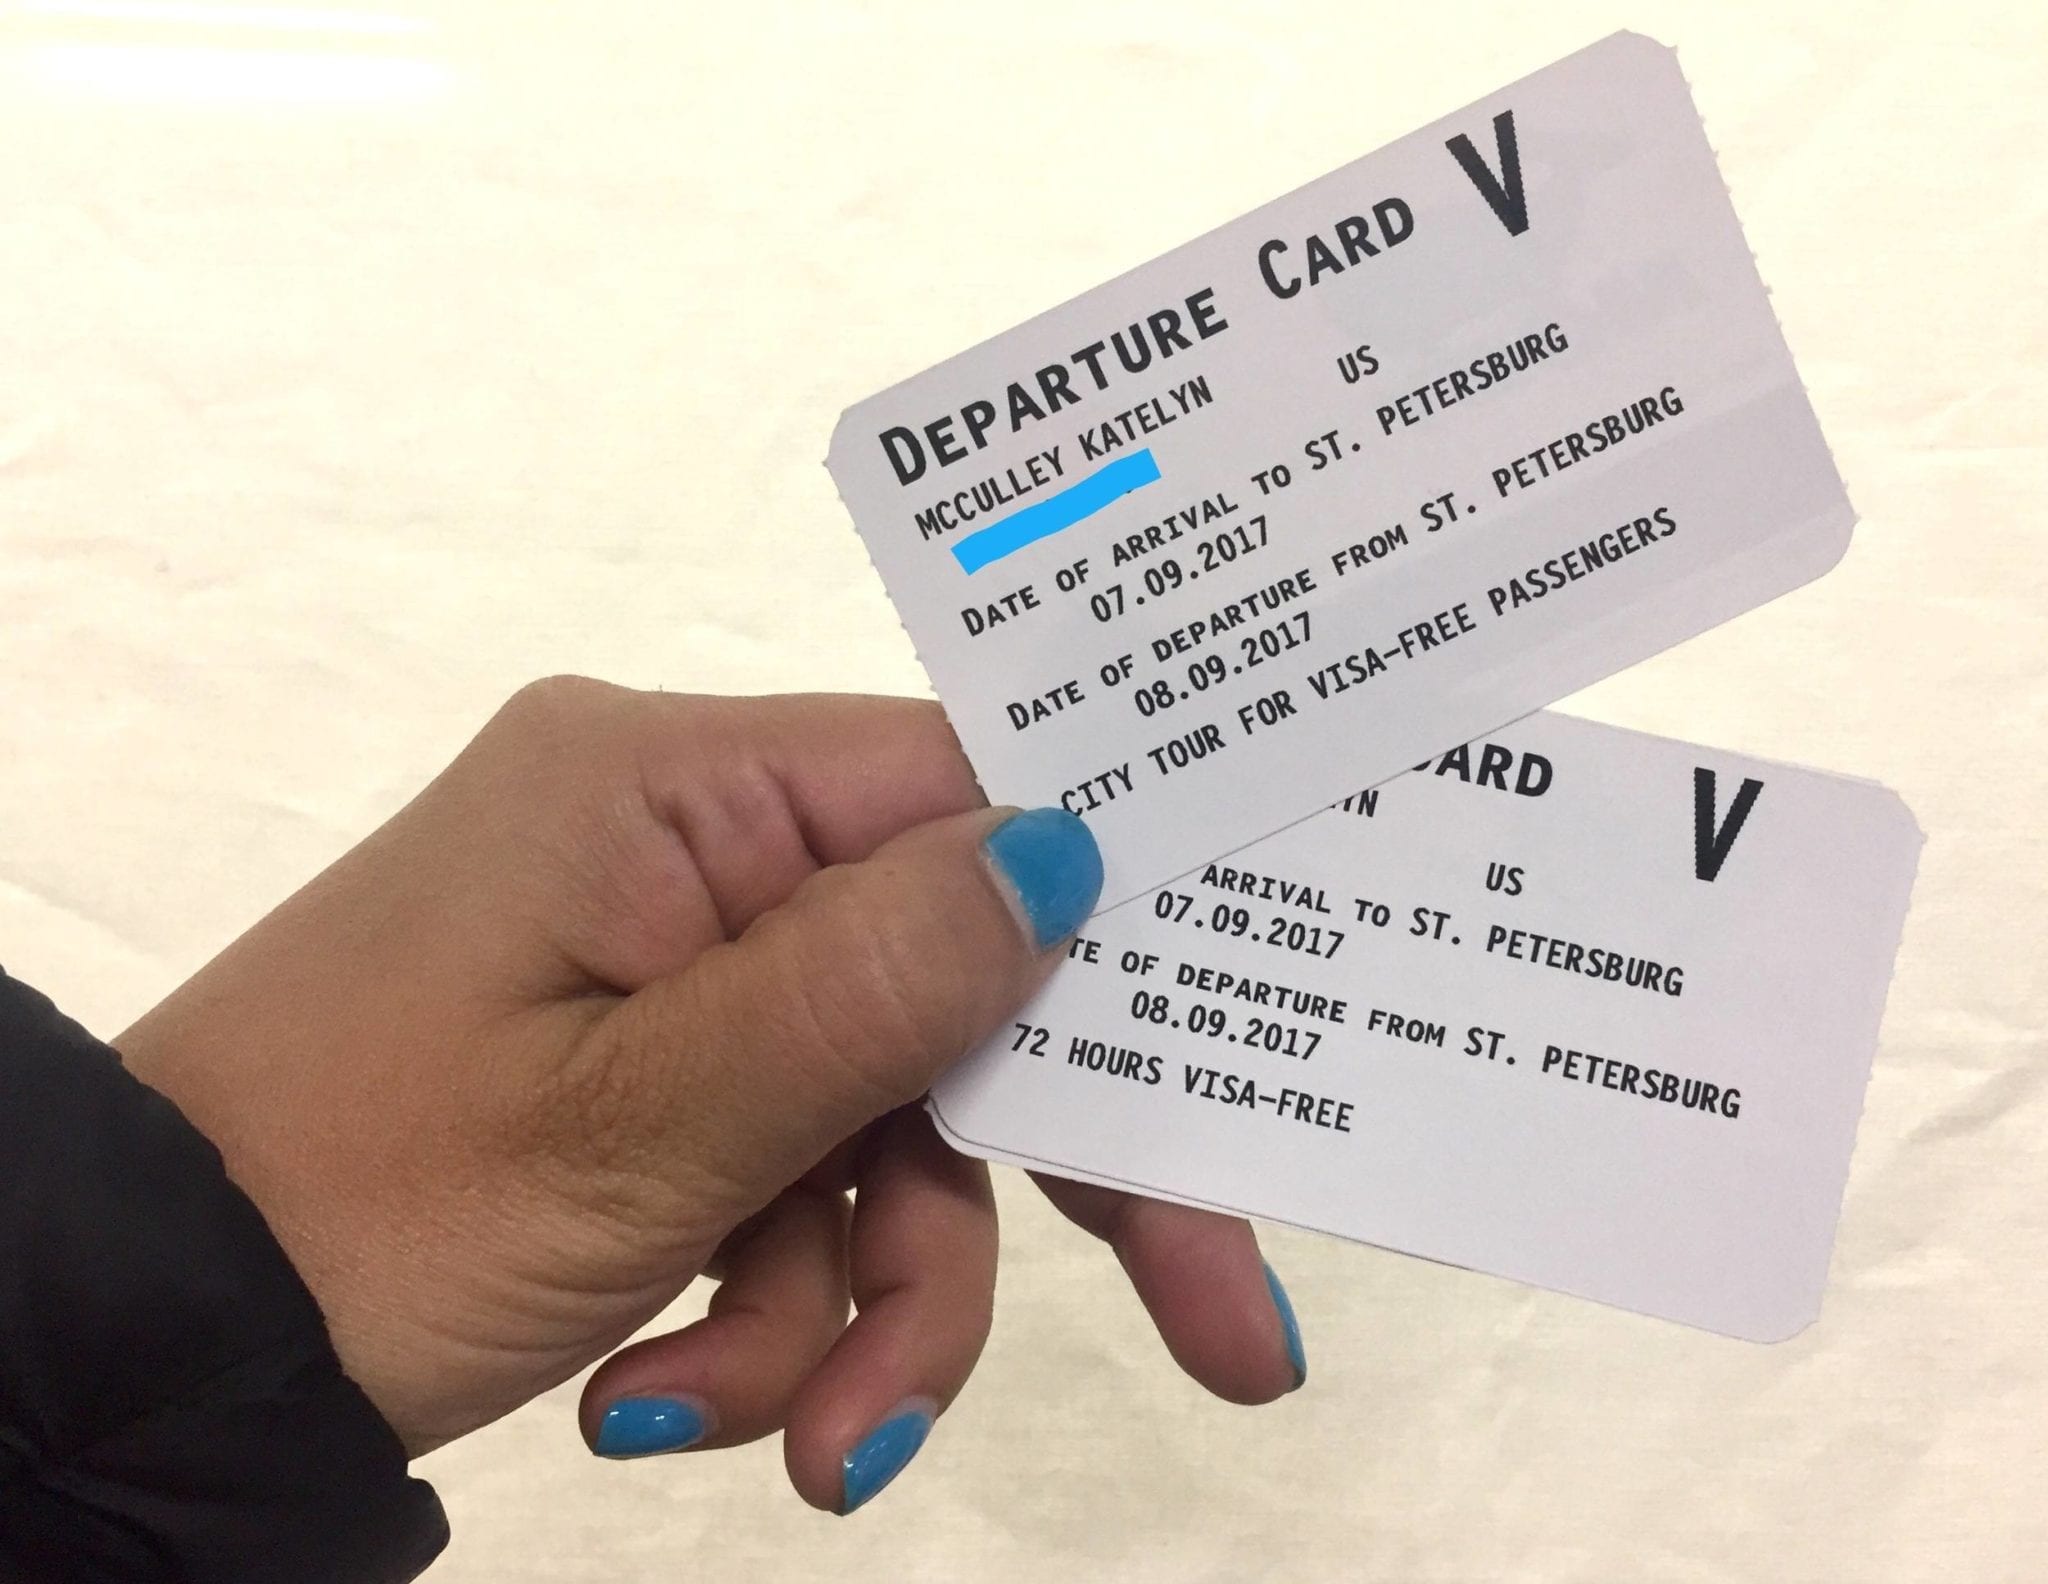 DEPARTURE CARD V
MCCULLEY KATELYN
US
DATE OF ARRIVAL TO ST. PETERSBURG
07.09.2017
DATE OF DEPARTURE FROM ST. PETERSBURG
08.09.2017
CITY TOUR FOR VISA-FREE PASSENGERS
ARD V
YN
US
ARRIVAL TO ST. PETERSBURG
07.09.2017
TE OF DEPARTURE FROM ST. PETERSBURG
08.09.2017
72 HOURS VISA-FREE